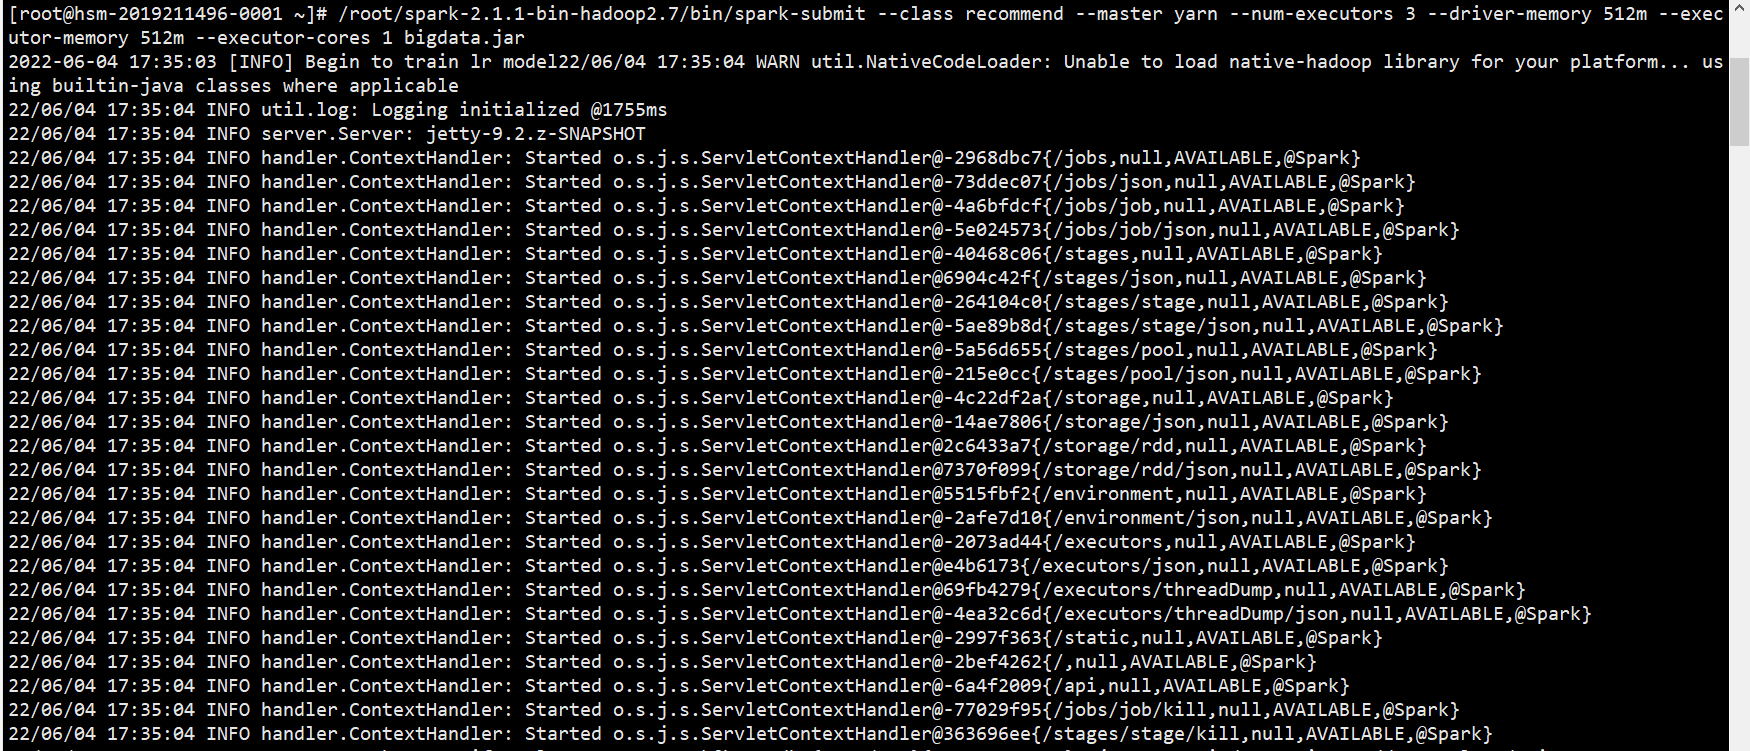 [root@hsm-2019211496-0001 ~]# /root/spark-2.1.1-bin-hadoop2.7/bin/spark-submit --class recommend --master yarn --num-executors 3 --driver-memory 512m --exec
utor-memory 512m --executor-cores 1 bigdata.jar
2022-06-04 17:35:03 [INFO] Begin to train lr model22/06/04 17:35:04 WARN util.NativeCodeLoader: Unable to load native-hadoop library for your platform... us
ing builtin-java classes where applicable
22/06/04 17:35:04 INFO util.log: Logging initialized @1755ms
22/06/04 17:35:04 INFO server.Server: jetty-9.2.z-SNAPSHOT
22/06/04 17:35:04 INFO handler.ContextHandler: Started o.s.j.s.ServletContextHandler@-2968dbc7{/jobs,null,AVAILABLE,@Spark}
22/06/04 17:35:04 INFO handler.ContextHandler: Started o.s.j.s.ServletContextHandler@-73ddec07{/jobs/json,null,AVAILABLE,@Spark}
22/06/04 17:35:04 INFO handler.ContextHandler: Started o.s.j.s.ServletContextHandler@-4a6bfdcf{/jobs/job,null,AVAILABLE,@Spark}
22/06/04 17:35:04 INFO handler.ContextHandler: Started o.s.j.s.ServletContextHandler@-5e024573{/jobs/job/json,null,AVAILABLE,@Spark}
22/06/04 17:35:04 INFO handler.ContextHandler: Started o.s.j.s.ServletContextHandler@-40468c06{/stages,null,AVAILABLE,@Spark}
22/06/04 17:35:04 INFO handler.ContextHandler: Started o.s.j.s.ServletContextHandler@6904c42f{/stages/json,null,AVAILABLE,@Spark}
22/06/04 17:35:04 INFO handler.ContextHandler: Started o.s.j.s.ServletContextHandler@-264104c0{/stages/stage,null,AVAILABLE,@Spark}
22/06/04 17:35:04 INFO handler.ContextHandler: Started o.s.j.s.ServletContextHandler@-5ae89b8d{/stages/stage/json,null,AVAILABLE,@Spark}
22/06/04 17:35:04 INFO handler.ContextHandler: Started o.s.j.s.ServletContextHandler@-5a56d655{/stages/pool,null,AVAILABLE,@Spark}
22/06/04 17:35:04 INFO handler.ContextHandler: Started o.s.j.s.ServletContextHandler@-215e0cc{/stages/pool/json,null,AVAILABLE,@Spark}
22/06/04 17:35:04 INFO handler.ContextHandler: Started o.s.j.s.ServletContextHandler@-4c22df2a{/storage,null,AVAILABLE,@Spark}
22/06/04 17:35:04 INFO handler.ContextHandler: Started o.s.j.s.ServletContextHandler@-14ae7806{/storage/json,null,AVAILABLE,@Spark}
22/06/04 17:35:04 INFO handler.ContextHandler: Started o.s.j.s.ServletContextHandler@2c6433a7{/storage/rdd,null,AVAILABLE,@Spark}
22/06/04 17:35:04 INFO handler.ContextHandler: Started o.s.j.s.ServletContextHandler@7370f099{/storage/rdd/json,null,AVAILABLE,@Spark}
22/06/04 17:35:04 INFO handler.ContextHandler: Started o.s.j.s.ServletContextHandler@5515fbf2{/environment,null,AVAILABLE,@Spark}
22/06/04 17:35:04 INFO handler.ContextHandler: Started o.s.j.s.ServletContextHandler@-2afe7d10{/environment/json,null,AVAILABLE,@Spark}
22/06/04 17:35:04 INFO handler.ContextHandler: Started o.s.j.s.ServletContextHandler@-2073ad44{/executors,null,AVAILABLE,@Spark}
22/06/04 17:35:04 INFO handler.ContextHandler: Started o.s.j.s.ServletContextHandler@e4b6173{/executors/json,null,AVAILABLE,@Spark}
22/06/04 17:35:04 INFO handler.ContextHandler: Started o.s.j.s.ServletContextHandler@69fb4279{/executors/threadDump,null,AVAILABLE,@Spark}
22/06/04 17:35:04 INFO handler.ContextHandler: Started o.s.j.s.ServletContextHandler@-4ea32c6d{/executors/threadDump/json,null,AVAILABLE,@Spark}
22/06/04 17:35:04 INFO handler.ContextHandler: Started o.s.j.s.ServletContextHandler@-2997f363{/static,null,AVAILABLE,@Spark}
22/06/04 17:35:04 INFO handler.ContextHandler: Started o.s.j.s.ServletContextHandler@-2bef4262{/,null,AVAILABLE,@Spark}
22/06/04 17:35:04 INFO handler.ContextHandler: Started o.s.j.s.ServletContextHandler@-6a4f2009{/api,null,AVAILABLE,@Spark}
22/06/04 17:35:04 INFO handler.ContextHandler: Started o.s.j.s.ServletContextHandler@-77029f95{/jobs/job/kill,null,AVAILABLE,@Spark}
22/06/04 17:35:04 INFO handler.ContextHandler: Started o.s.j.s.ServletContextHandler@363696ee{/stages/stage/kill,null,AVAILABLE,@Spark}